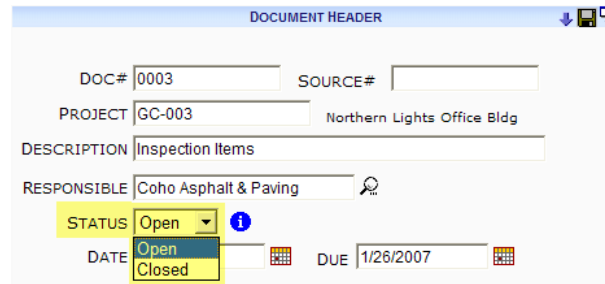 DOCUMENT HEADER
DOC# 0003 SOURCE#
PROJECT GC-003 Northern Lights Office Bldg
DESCRIPTION Inspection Items
RESPONSIBLE Coho Asphalt & Paving
STATUS Open
DATE Open DUE 1/26/2007
Closed